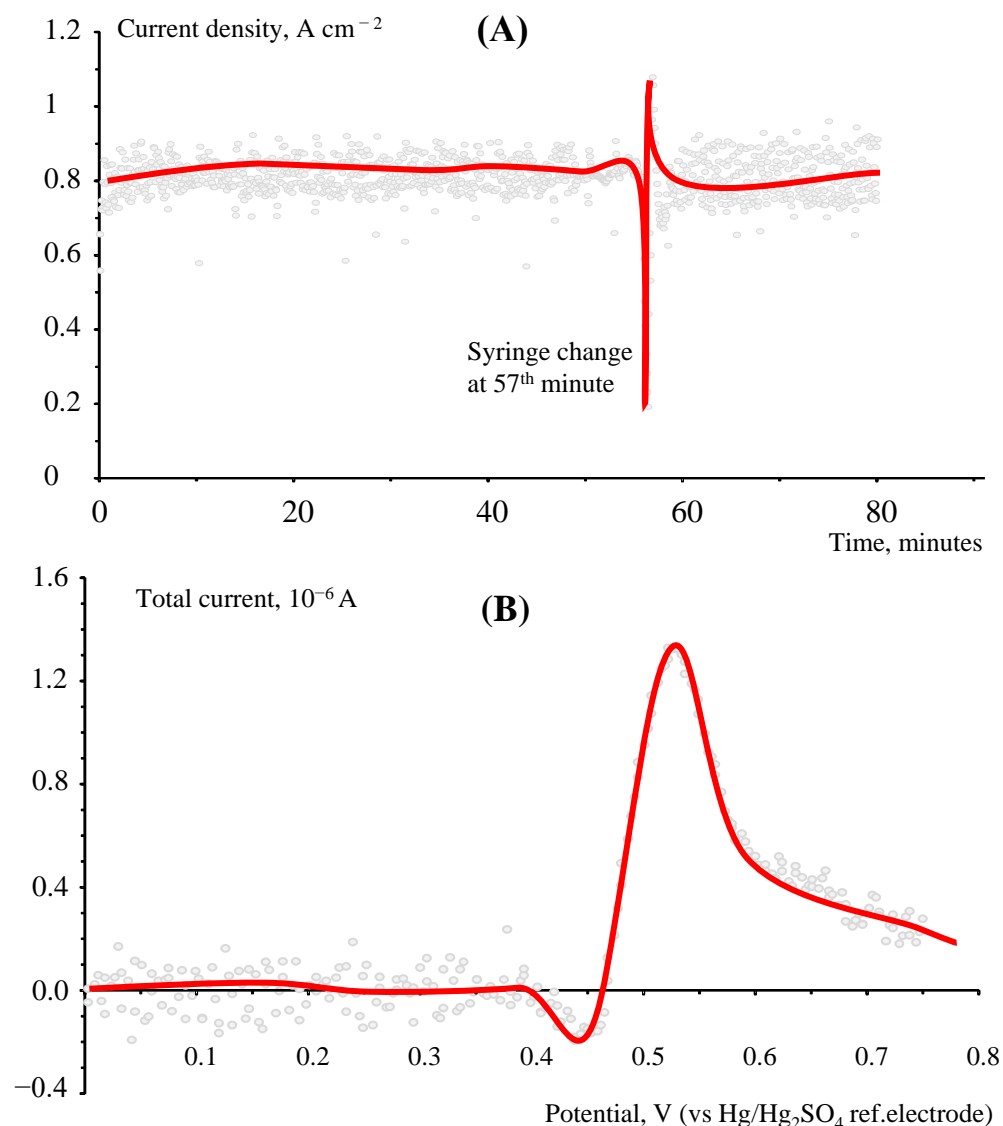 1.2
Current density, A cm⁻²
(A)
1
0.8
0.6
0.4
Syringe change
at 57ᵗʰ minute
0.2
0
0 20 40 60 80
Time, minutes
1.6
Total current, 10⁻⁶ A
(B)
1.2
0.8
0.4
0.0
0.1 0.2 0.3 0.4 0.5 0.6 0.7 0.8
−0.4
Potential, V (vs Hg/Hg₂SO₄ ref.electrode)